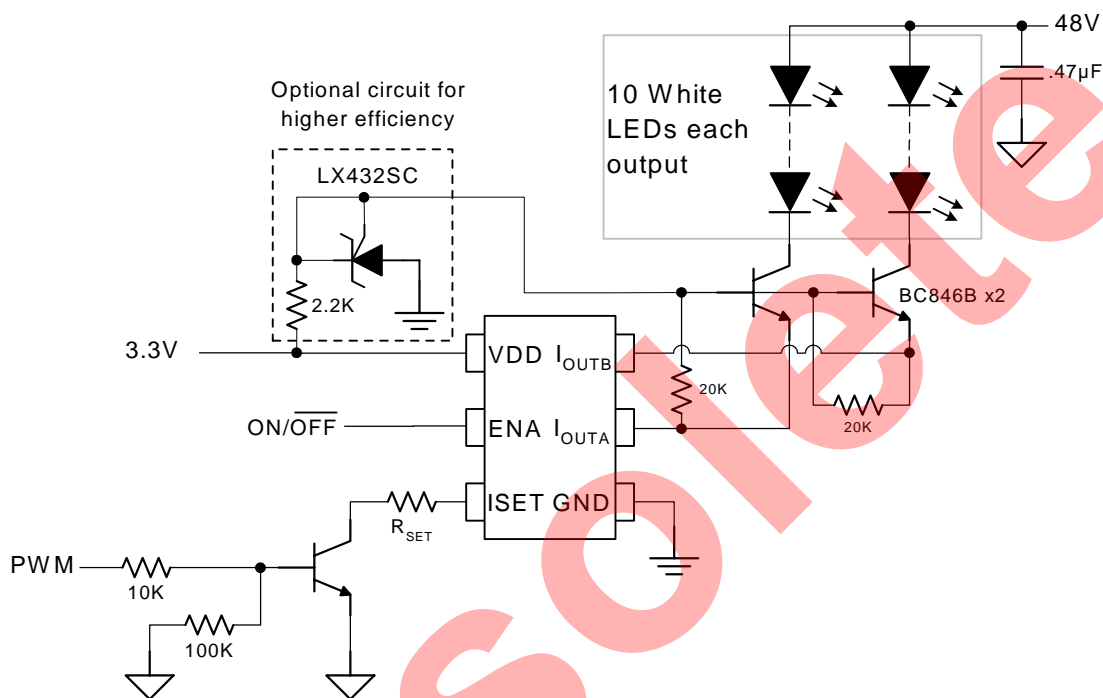 48V
.47µF
Optional circuit for
higher efficiency
LX432SC
2.2K
10 White
LEDs each
output
BC846B x2
3.3V
VDD IOUTB
20K
20K
ON/OFF
ENA IOUTA
ISET GND
RSET
PWM
10K
100K
solete